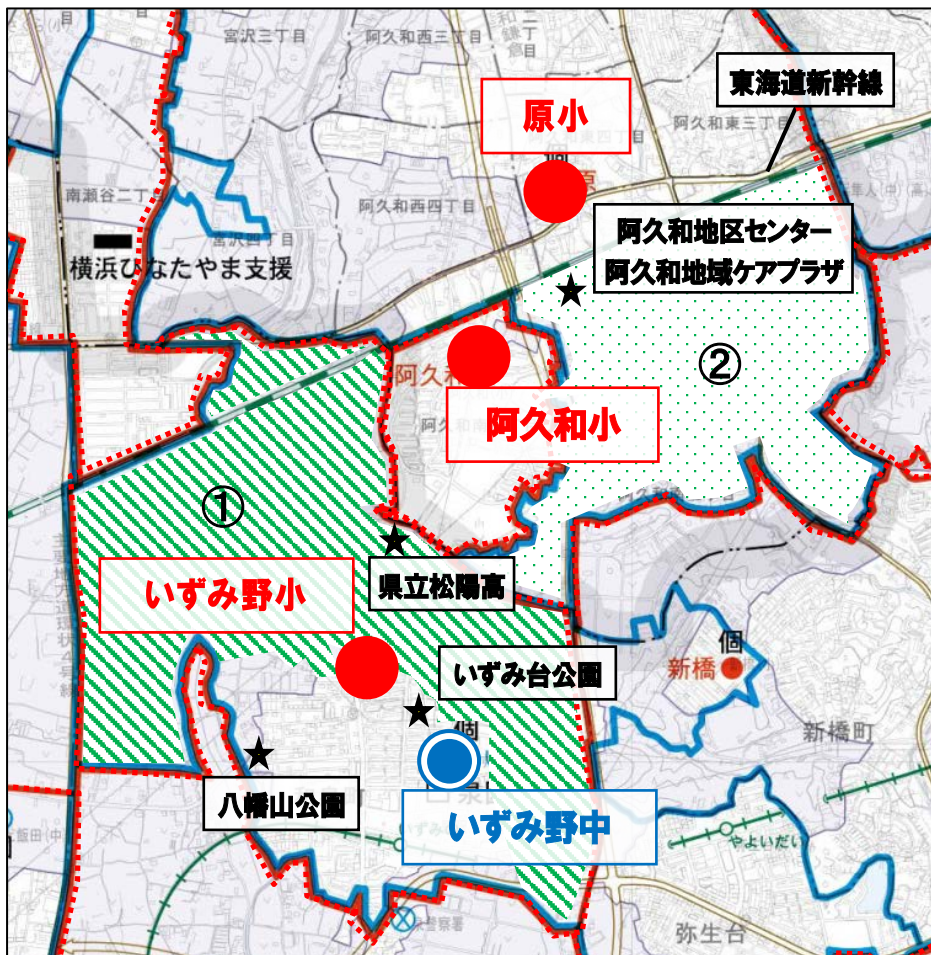 宮沢三丁目
阿久和西三丁目
東海道新幹線
原小
阿久和東三丁目
南瀬谷二丁
阿久和西四丁目
宮沢四丁目
横浜ひなたやま支援
阿久和地区センター
阿久和地域ケアプラザ
②
阿久和小
①
県立松陽高
いずみ野小
いずみ台公園
個
新橋
新橋町
個
八幡山公園
いずみ野中
やよいだい
弥生台